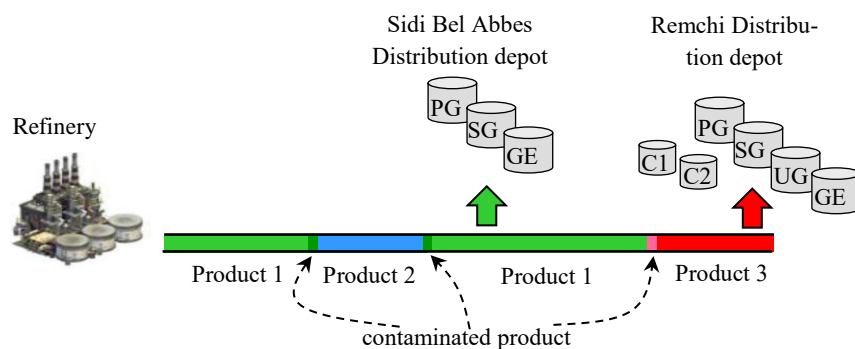 Sidi Bel Abbes
Distribution depot
Remchi Distribu-
tion depot
Refinery
PG
SG
GE
C1
C2
PG
SG
UG
GE
Product 1
Product 2
Product 1
Product 3
contaminated product